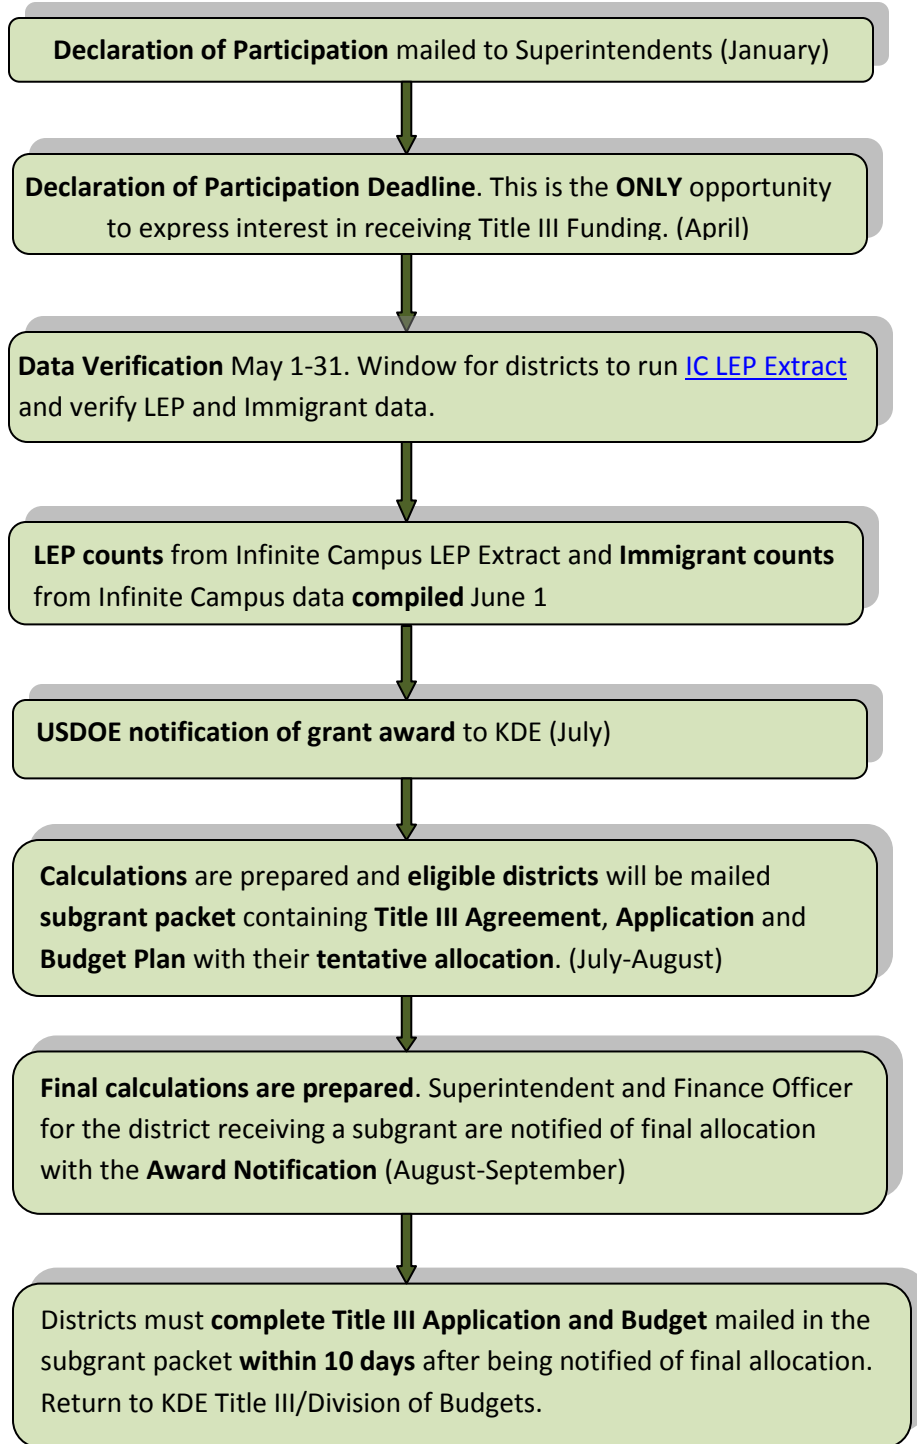 Declaration of Participation mailed to Superintendents (January)
Declaration of Participation Deadline. This is the ONLY opportunity
to express interest in receiving Title III Funding. (April)
Data Verification May 1-31. Window for districts to run IC LEP Extract
and verify LEP and Immigrant data.
LEP counts from Infinite Campus LEP Extract and Immigrant counts
from Infinite Campus data compiled June 1
USDOE notification of grant award to KDE (July)
Calculations are prepared and eligible districts will be mailed
subgrant packet containing Title III Agreement, Application and
Budget Plan with their tentative allocation. (July-August)
Final calculations are prepared. Superintendent and Finance Officer
for the district receiving a subgrant are notified of final allocation
with the Award Notification (August-September)
Districts must complete Title III Application and Budget mailed in the
subgrant packet within 10 days after being notified of final allocation.
Return to KDE Title III/Division of Budgets.